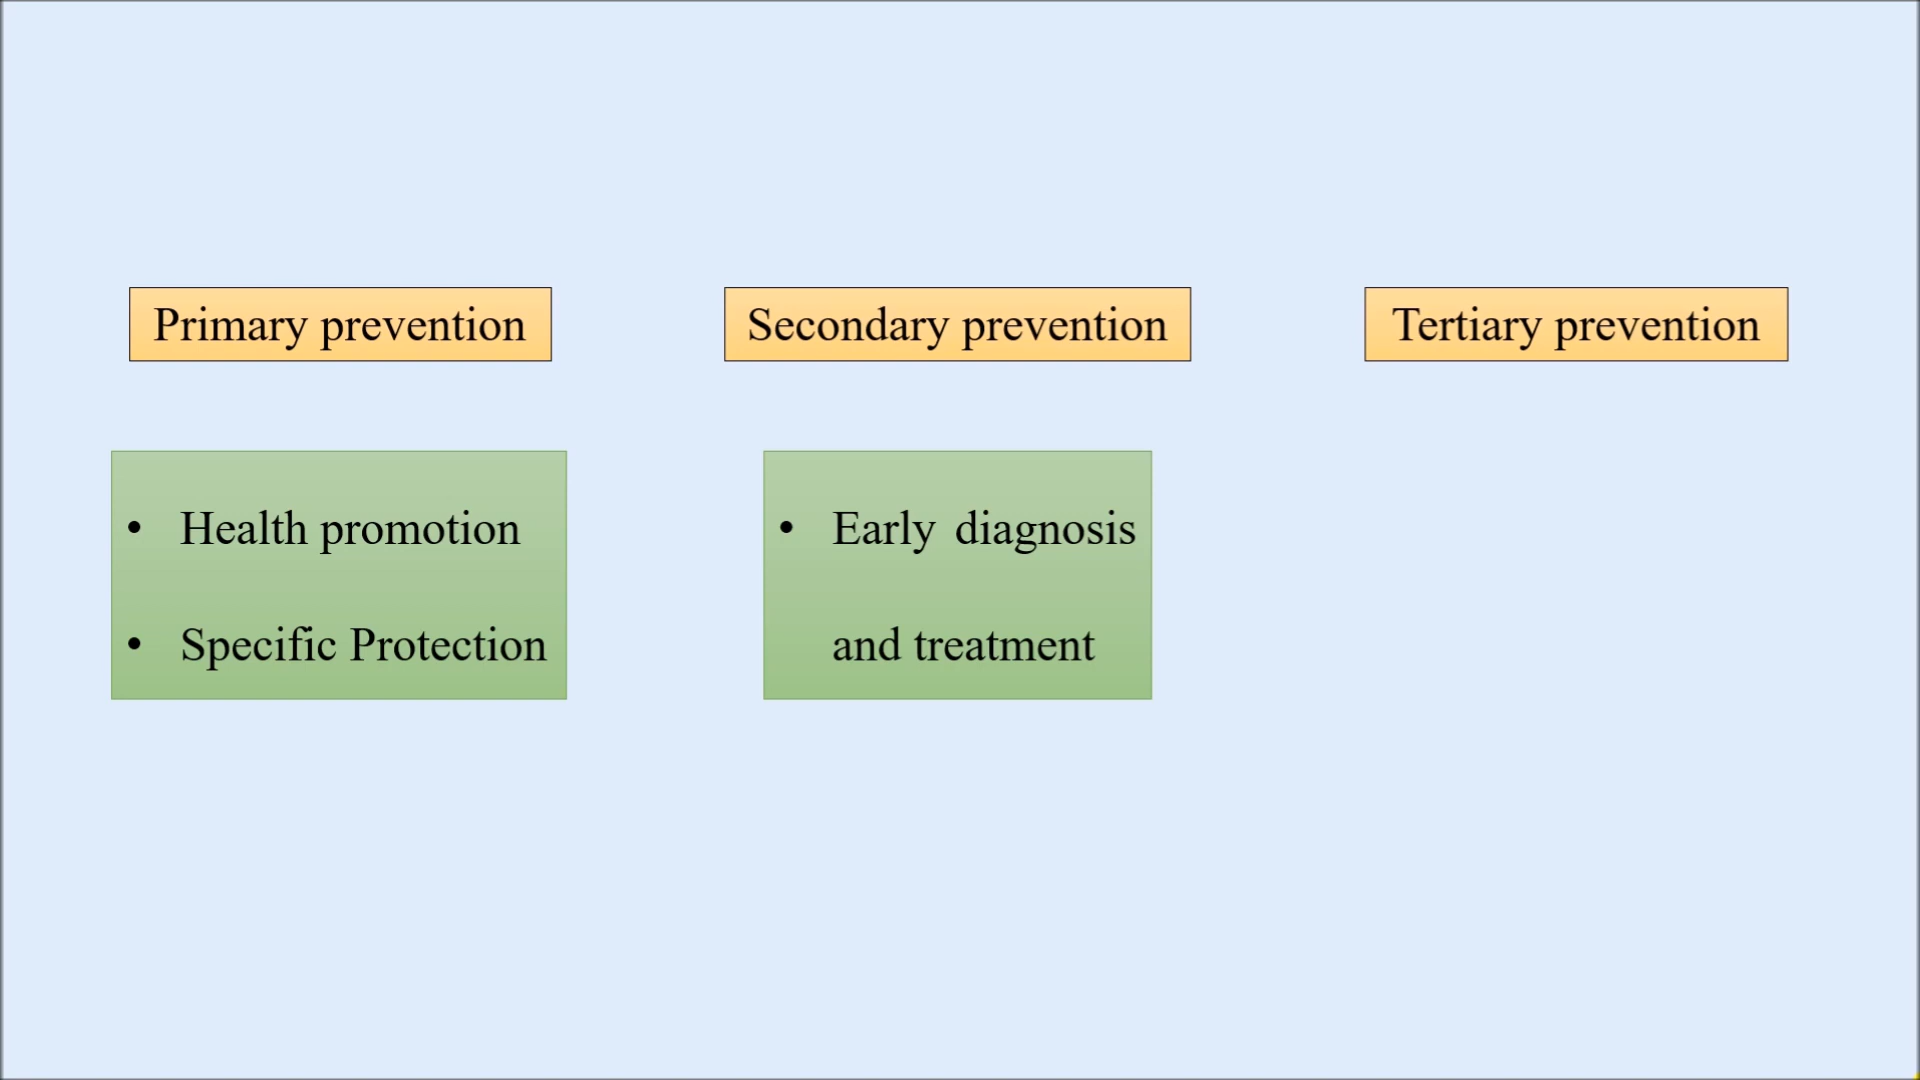 Primary prevention
Secondary prevention
Tertiary prevention
• Health promotion
• Specific Protection
• Early diagnosis
and treatment